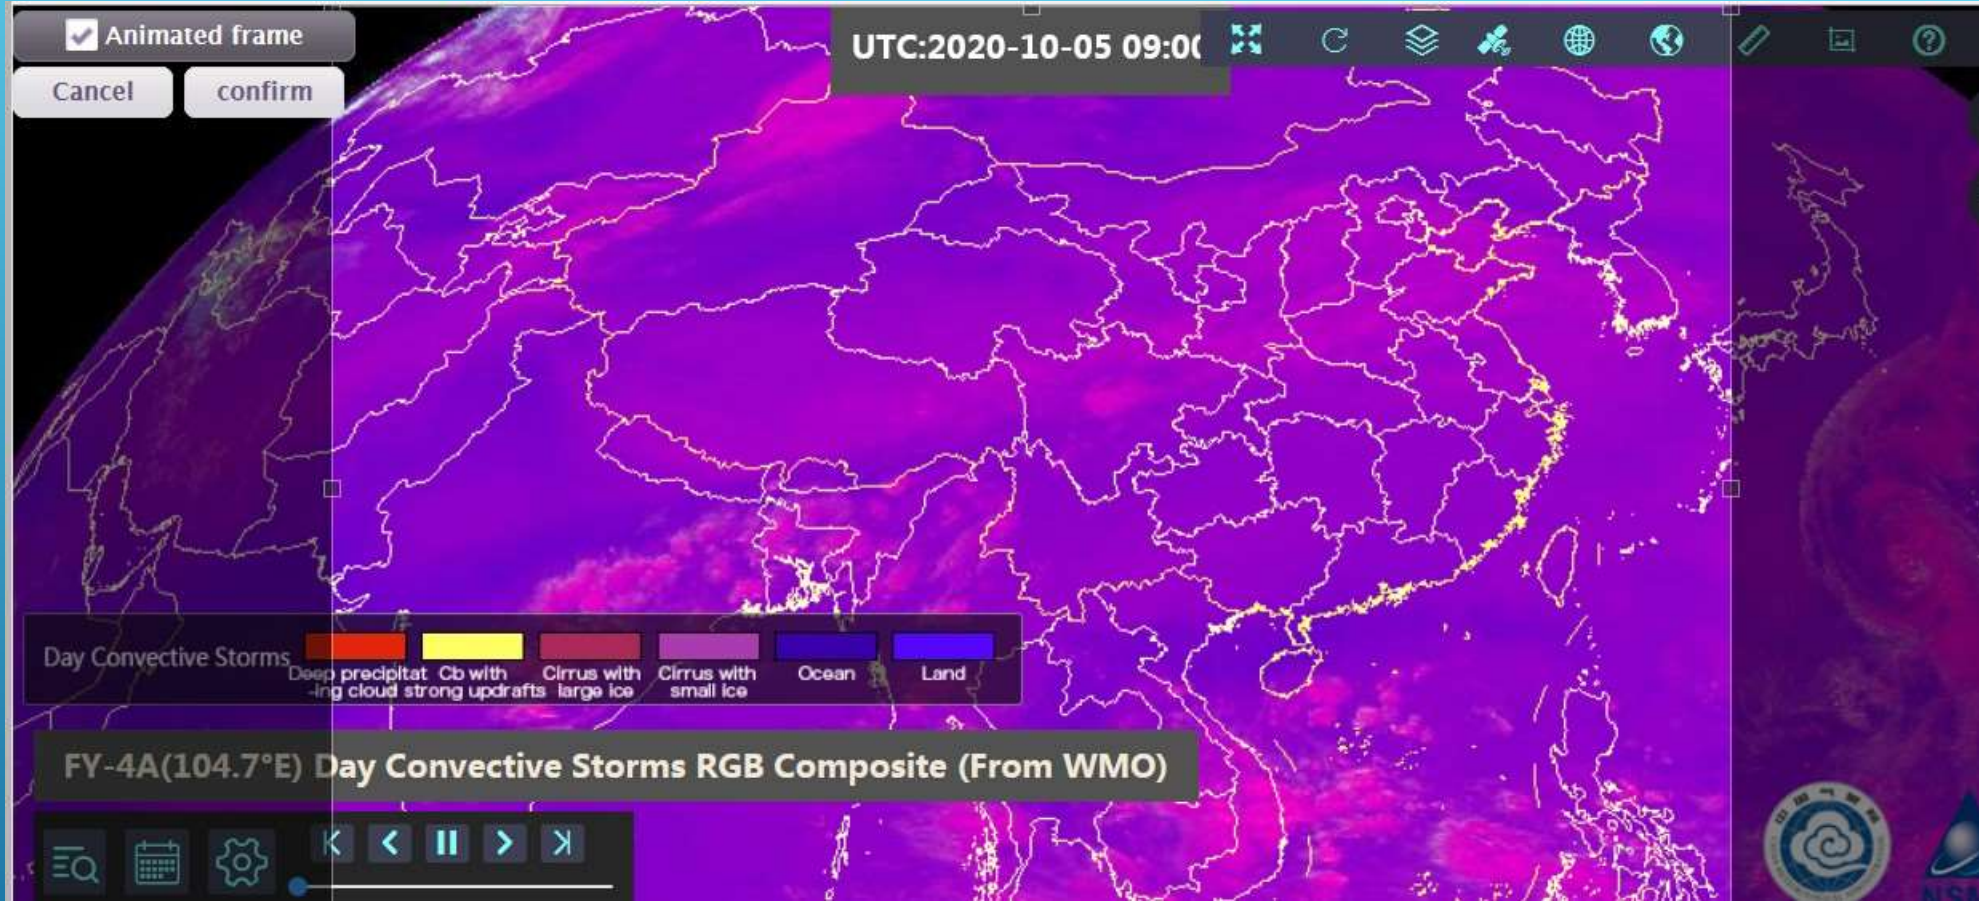 Animated frame
Cancel
confirm
UTC:2020-10-05 09:00
Day Convective Storms
Deep precipitat
-ing cloud
Cb with
strong updrafts
Cirrus with
large ice
Cirrus with
small ice
Ocean
Land
FY-4A(104.7°E) Day Convective Storms RGB Composite (From WMO)